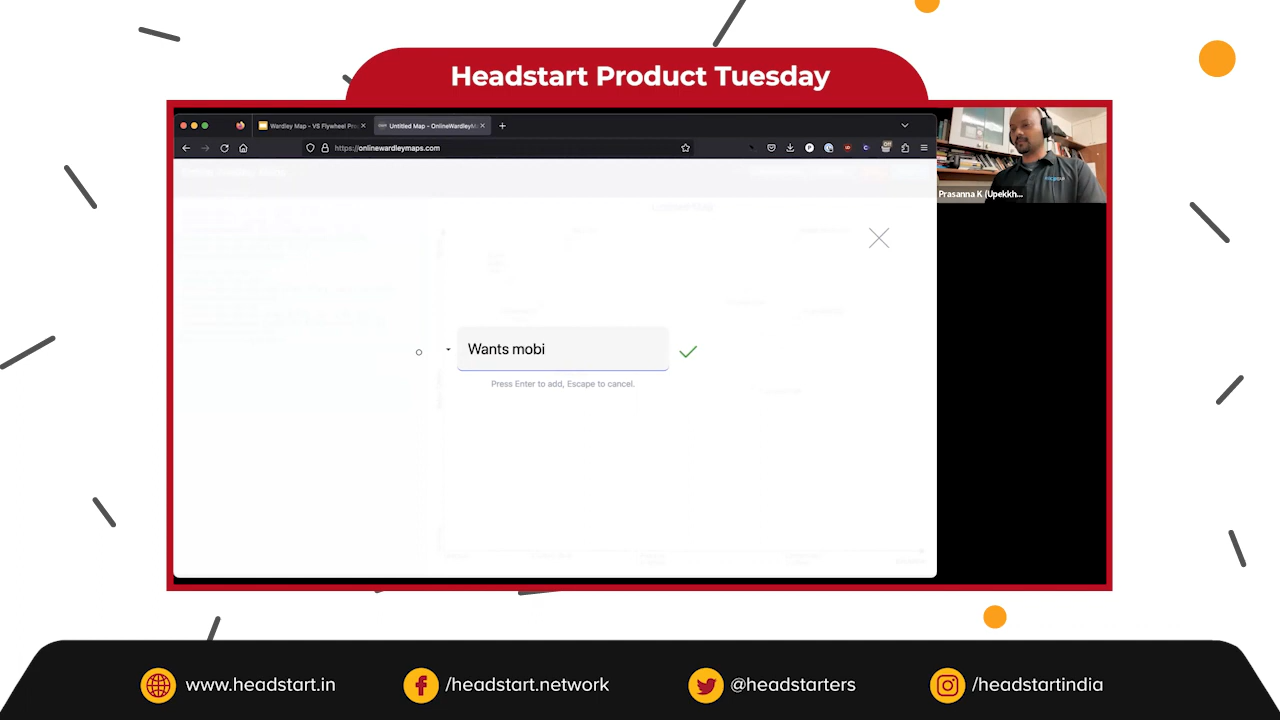 Headstart Product Tuesday
Wardley Map - VS Flywheel Pro
Untitled Map - OnlineWardleyM
https://onlinewardleymaps.com
Prasanna K (Upekkh...
Wants mobi
Press Enter to add, Escape to cancel.
www.headstart.in
/headstart.network
@headstarters
/headstartindia